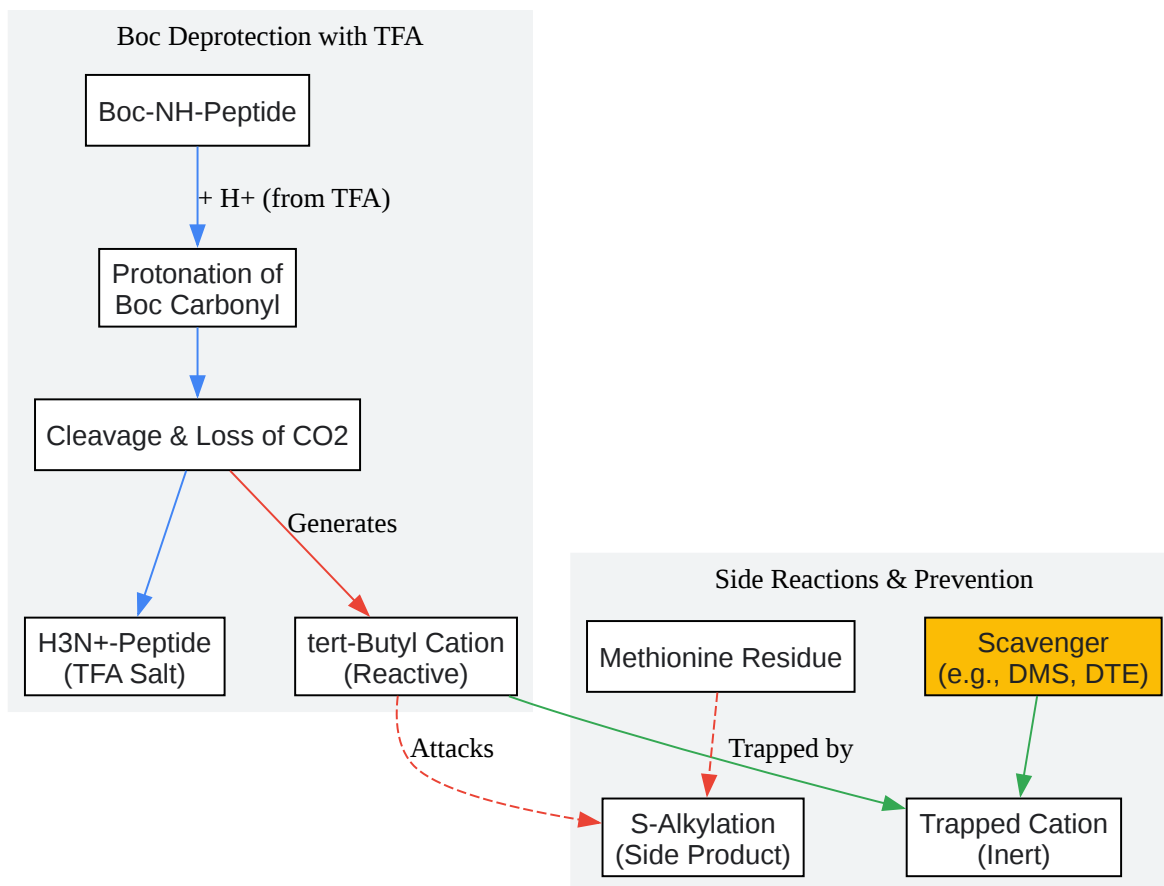 Boc Deprotection with TFA
Boc-NH-Peptide
+ H+ (from TFA)
Protonation of
Boc Carbonyl
Cleavage & Loss of CO2
Generates
H3N+-Peptide
(TFA Salt)
tert-Butyl Cation
(Reactive)
Side Reactions & Prevention
Methionine Residue
Scavenger
(e.g., DMS, DTE)
Attacks
Trapped by
S-Alkylation
(Side Product)
Trapped Cation
(Inert)